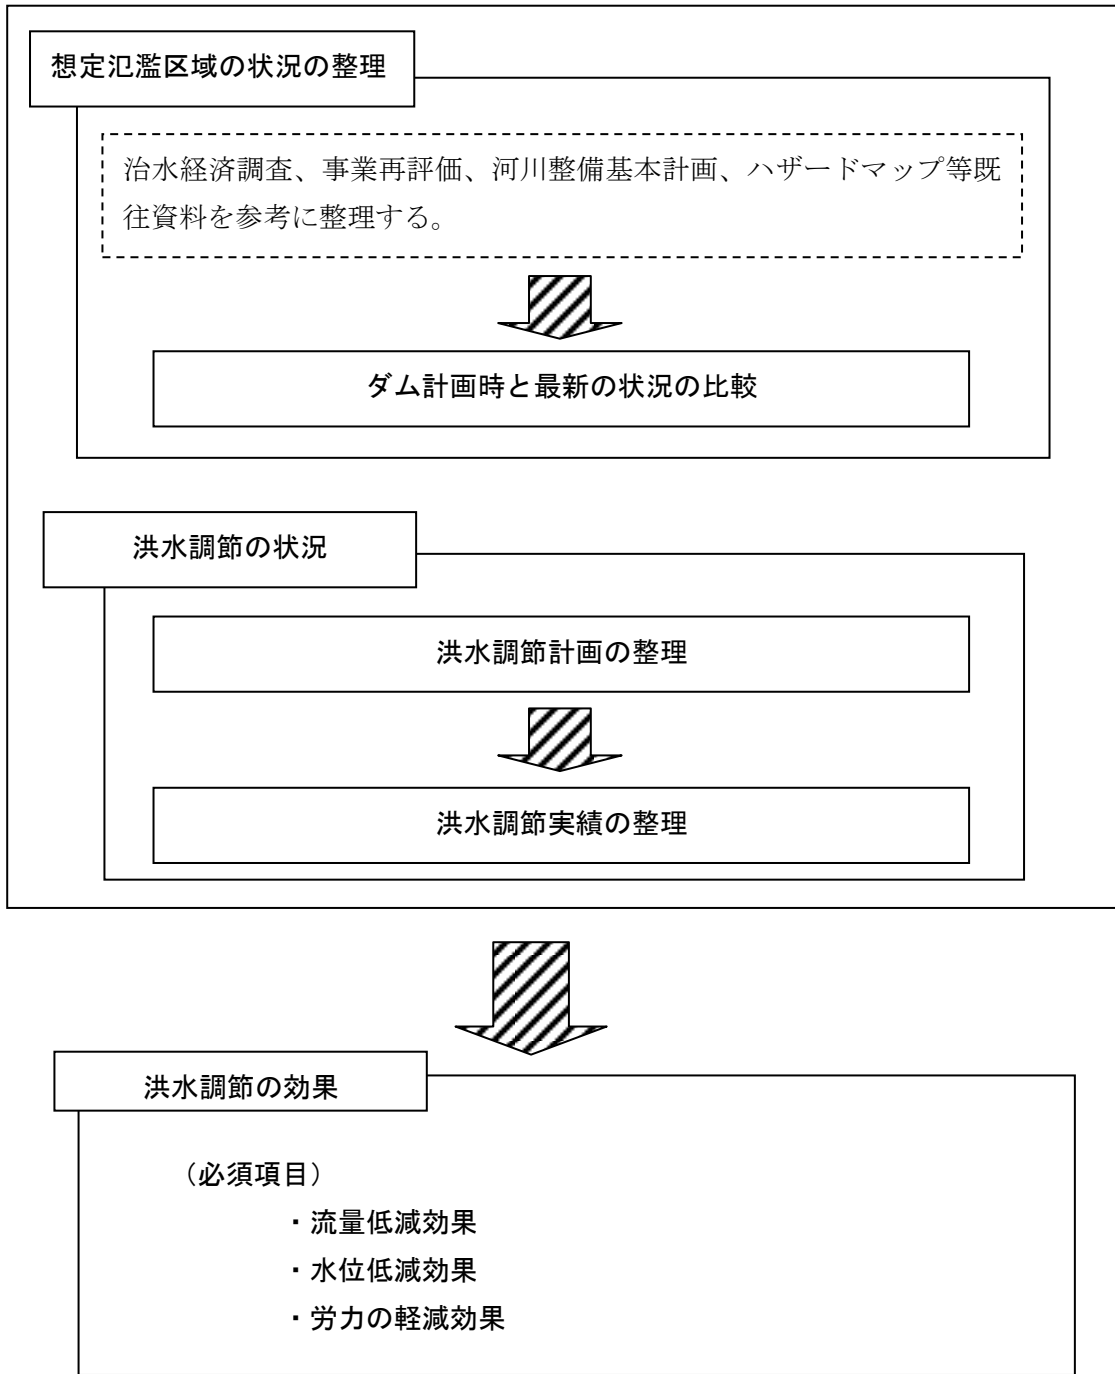 想定氾濫区域の状況の整理
治水経済調査、事業再評価、河川整備基本計画、ハザードマップ等既
往資料を参考に整理する。
ダム計画時と最新の状況の比較
洪水調節の状況
洪水調節計画の整理
洪水調節実績の整理
洪水調節の効果
（必須項目）
・流量低減効果
・水位低減効果
・労力の軽減効果